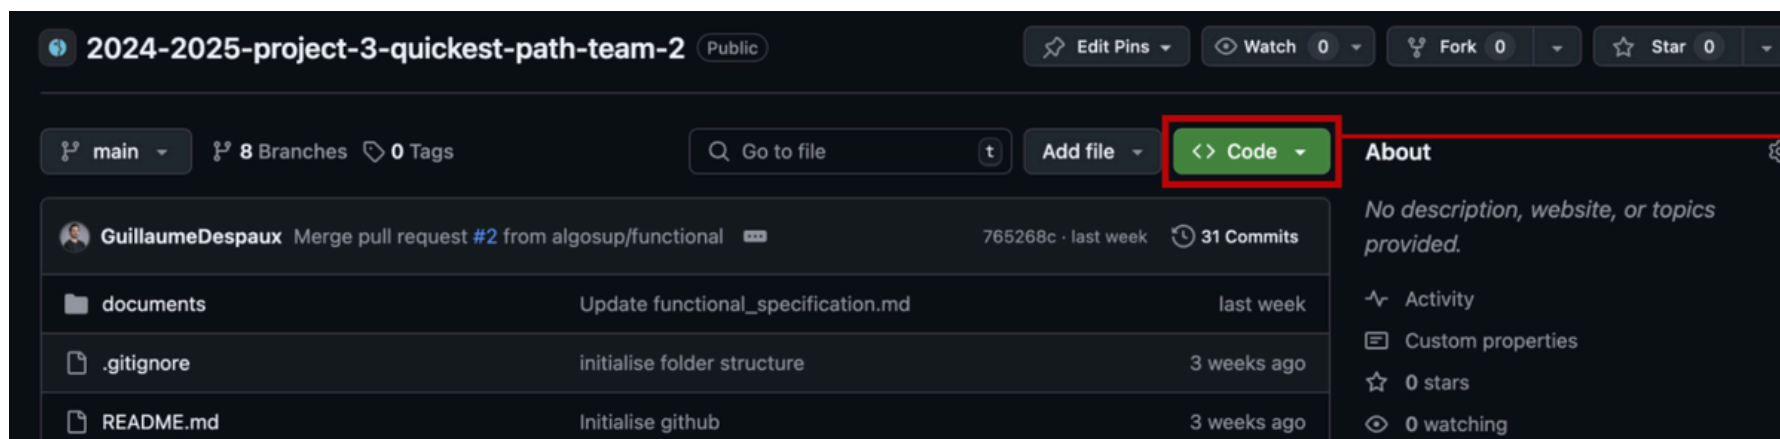 2024-2025-project-3-quickest-path-team-2 Public Edit Pins Watch 0 Fork 0 Star 0
main 8 Branches 0 Tags Go to file t Add file <> Code About
No description, website, or topics
provided.
GuillaumeDespaux Merge pull request #2 from algosup/functional 765268c · last week 31 Commits
documents Update functional_specification.md last week
Activity
.gitignore initialise folder structure 3 weeks ago
Custom properties
0 stars
README.md Initialise github 3 weeks ago
0 watching